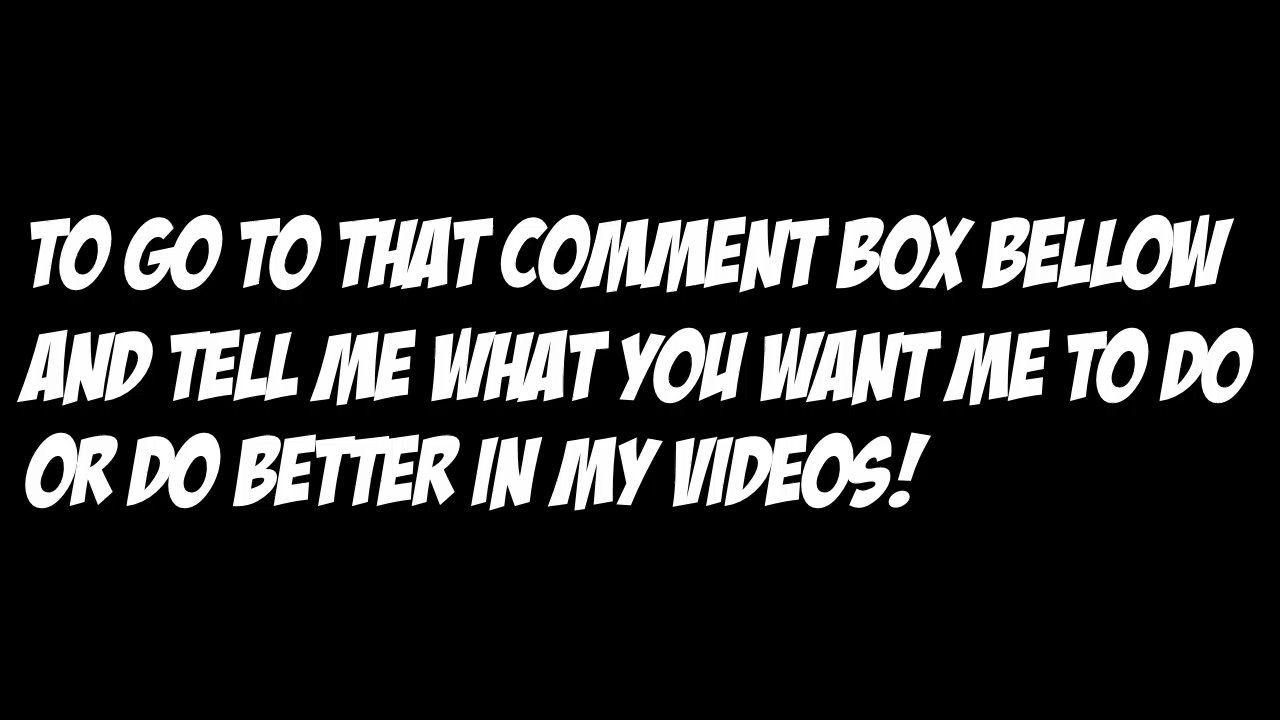 TO GO TO THAT COMMENT BOX BELLOW
AND TELL ME WHAT YOU WANT ME TO DO
OR DO BETTER IN MY VIDEOS!